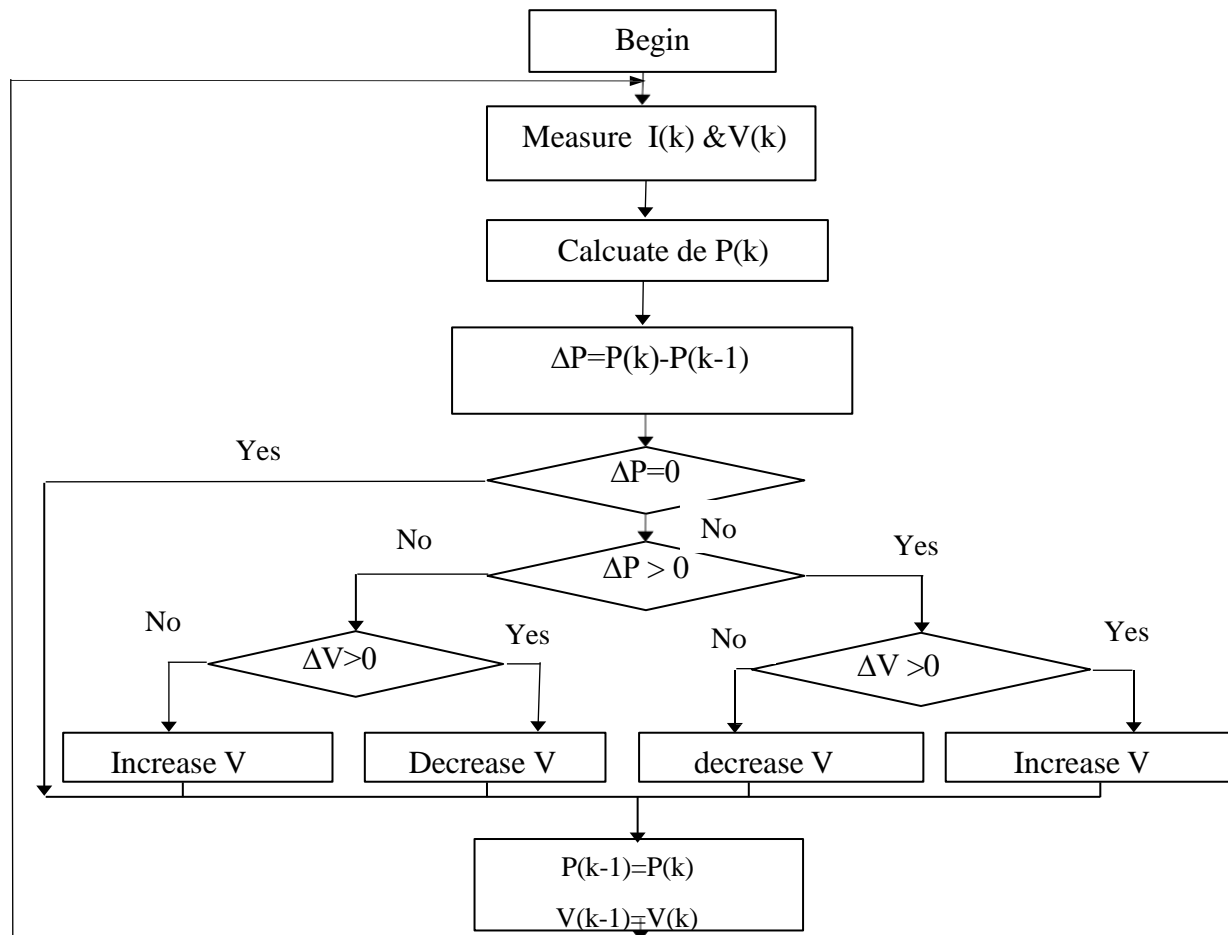 Begin
Measure I(k) &V(k)
Calcuate de P(k)
ΔP=P(k)-P(k-1)
Yes
ΔP=0
No
No
Yes
ΔP > 0
No
Yes
No
Yes
ΔV>0
ΔV >0
Increase V
Decrease V
decrease V
Increase V
P(k-1)=P(k)
V(k-1)=V(k)